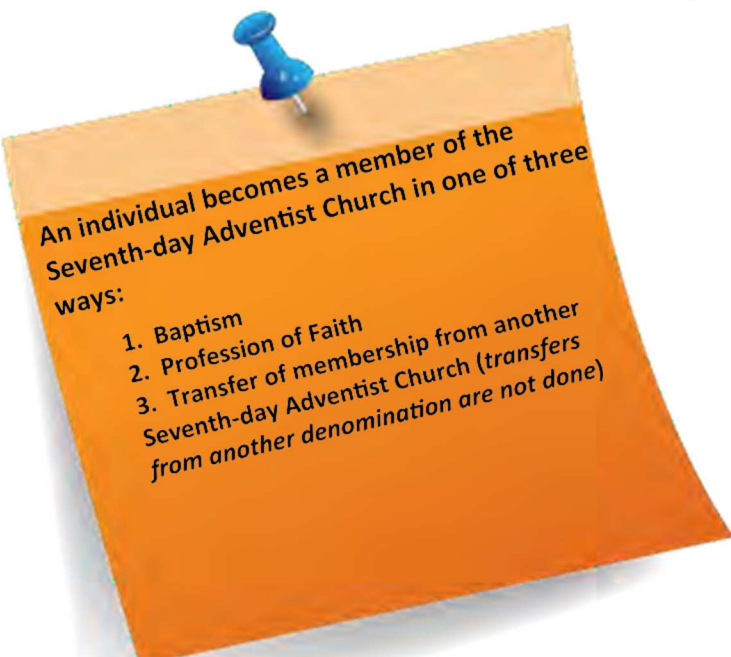 An individual becomes a member of the
Seventh-day Adventist Church in one of three
ways:
1. Baptism
2. Profession of Faith
3. Transfer of membership from another
Seventh-day Adventist Church (transfers
from another denomination are not done)